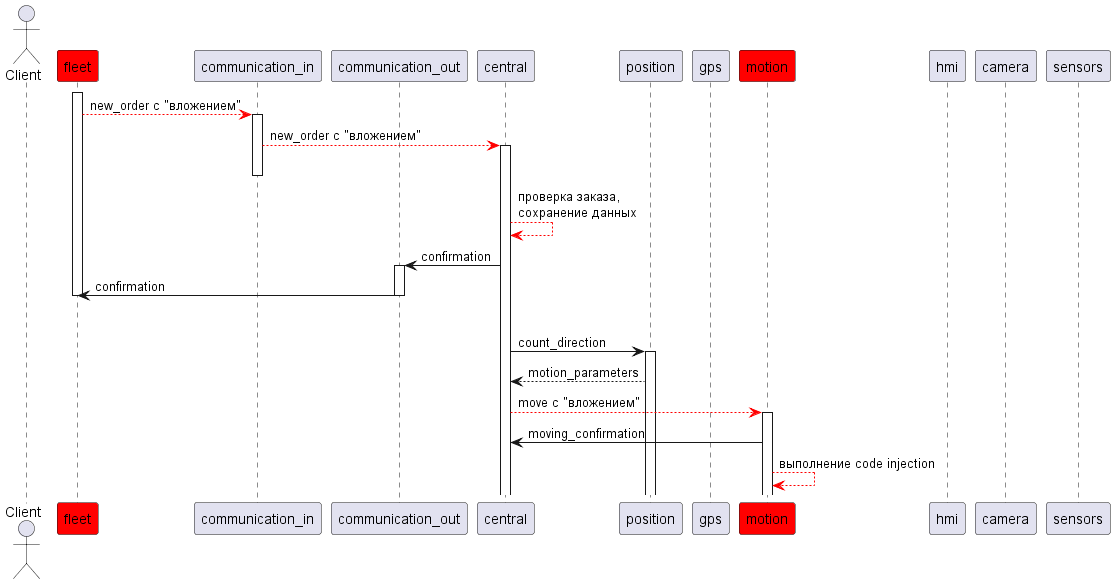 Client
fleet
communication_in
communication_out
central
position
gps
motion
hmi
camera
sensors
new_order с "вложением"
new_order с "вложением"
проверка заказа,
сохранение данных
confirmation
confirmation
count_direction
motion_parameters
move с "вложением"
moving_confirmation
выполнение code injection
Client
fleet
communication_in
communication_out
central
position
gps
motion
hmi
camera
sensors